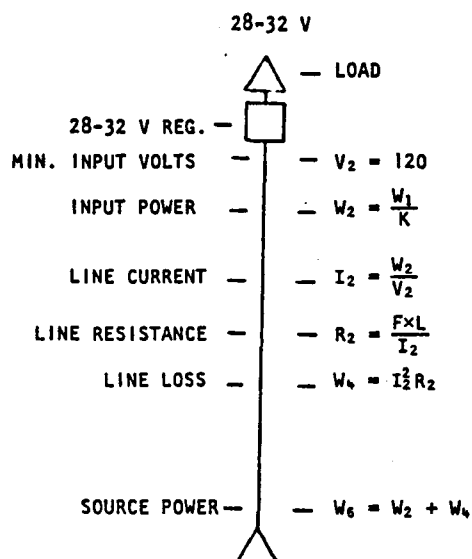 28-32 V
— LOAD
28-32 V REG. —
MIN. INPUT VOLTS — — V₂ = 120
INPUT POWER — — W₂ = W₁/K
LINE CURRENT — — I₂ = W₂/V₂
LINE RESISTANCE — — R₂ = F×L/I₂
LINE LOSS — — W₄ = I₂²R₂
SOURCE POWER — — W₆ = W₂ + W₄